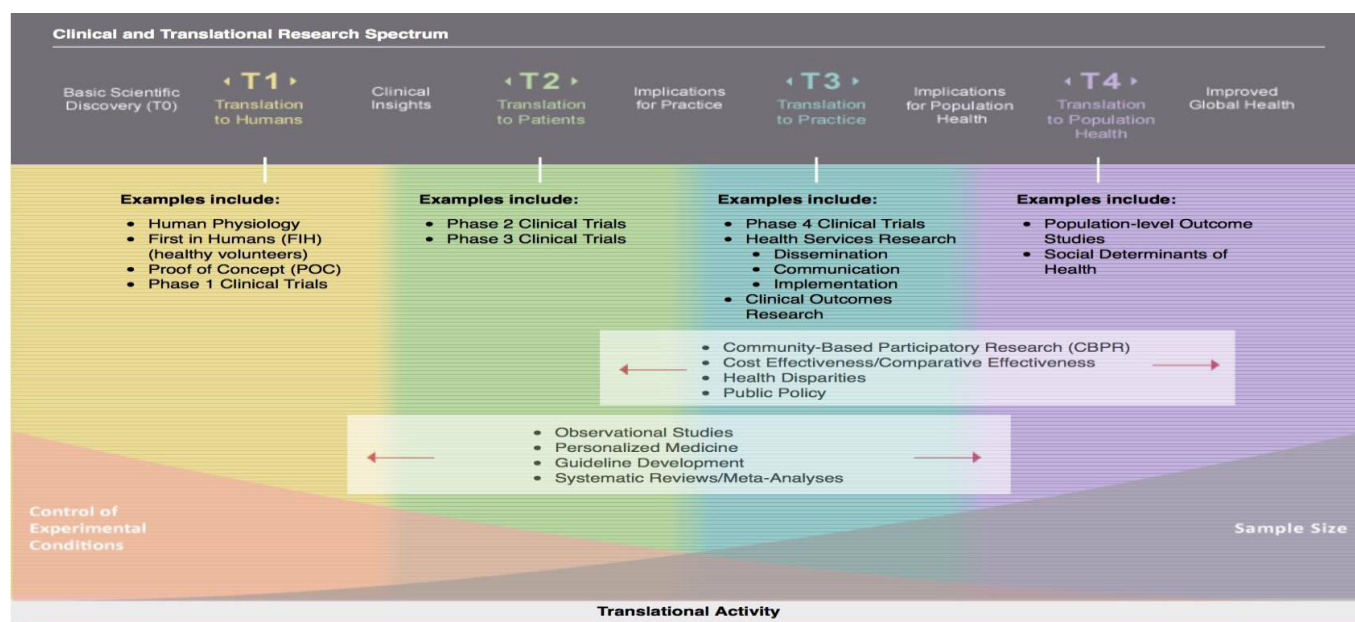 Clinical and Translational Research Spectrum
Basic Scientific
Discovery (T0)
T1
Translation
to Humans
Clinical
Insights
T2
Translation
to Patients
Implications
for Practice
T3
Translation
to Practice
Implications
for Population
Health
T4
Translation
to Population
Health
Improved
Global Health
Examples include:
• Human Physiology
• First in Humans (FIH)
(healthy volunteers)
• Proof of Concept (POC)
• Phase 1 Clinical Trials
Examples include:
• Phase 2 Clinical Trials
• Phase 3 Clinical Trials
Examples include:
• Phase 4 Clinical Trials
• Health Services Research
• Dissemination
• Communication
• Implementation
• Clinical Outcomes
Research
Examples include:
• Population-level Outcome
Studies
• Social Determinants of
Health
• Community-Based Participatory Research (CBPR)
• Cost Effectiveness/Comparative Effectiveness
• Health Disparities
• Public Policy
• Observational Studies
• Personalized Medicine
• Guideline Development
• Systematic Reviews/Meta-Analyses
Control of
Experimental
Conditions
Sample Size
Translational Activity